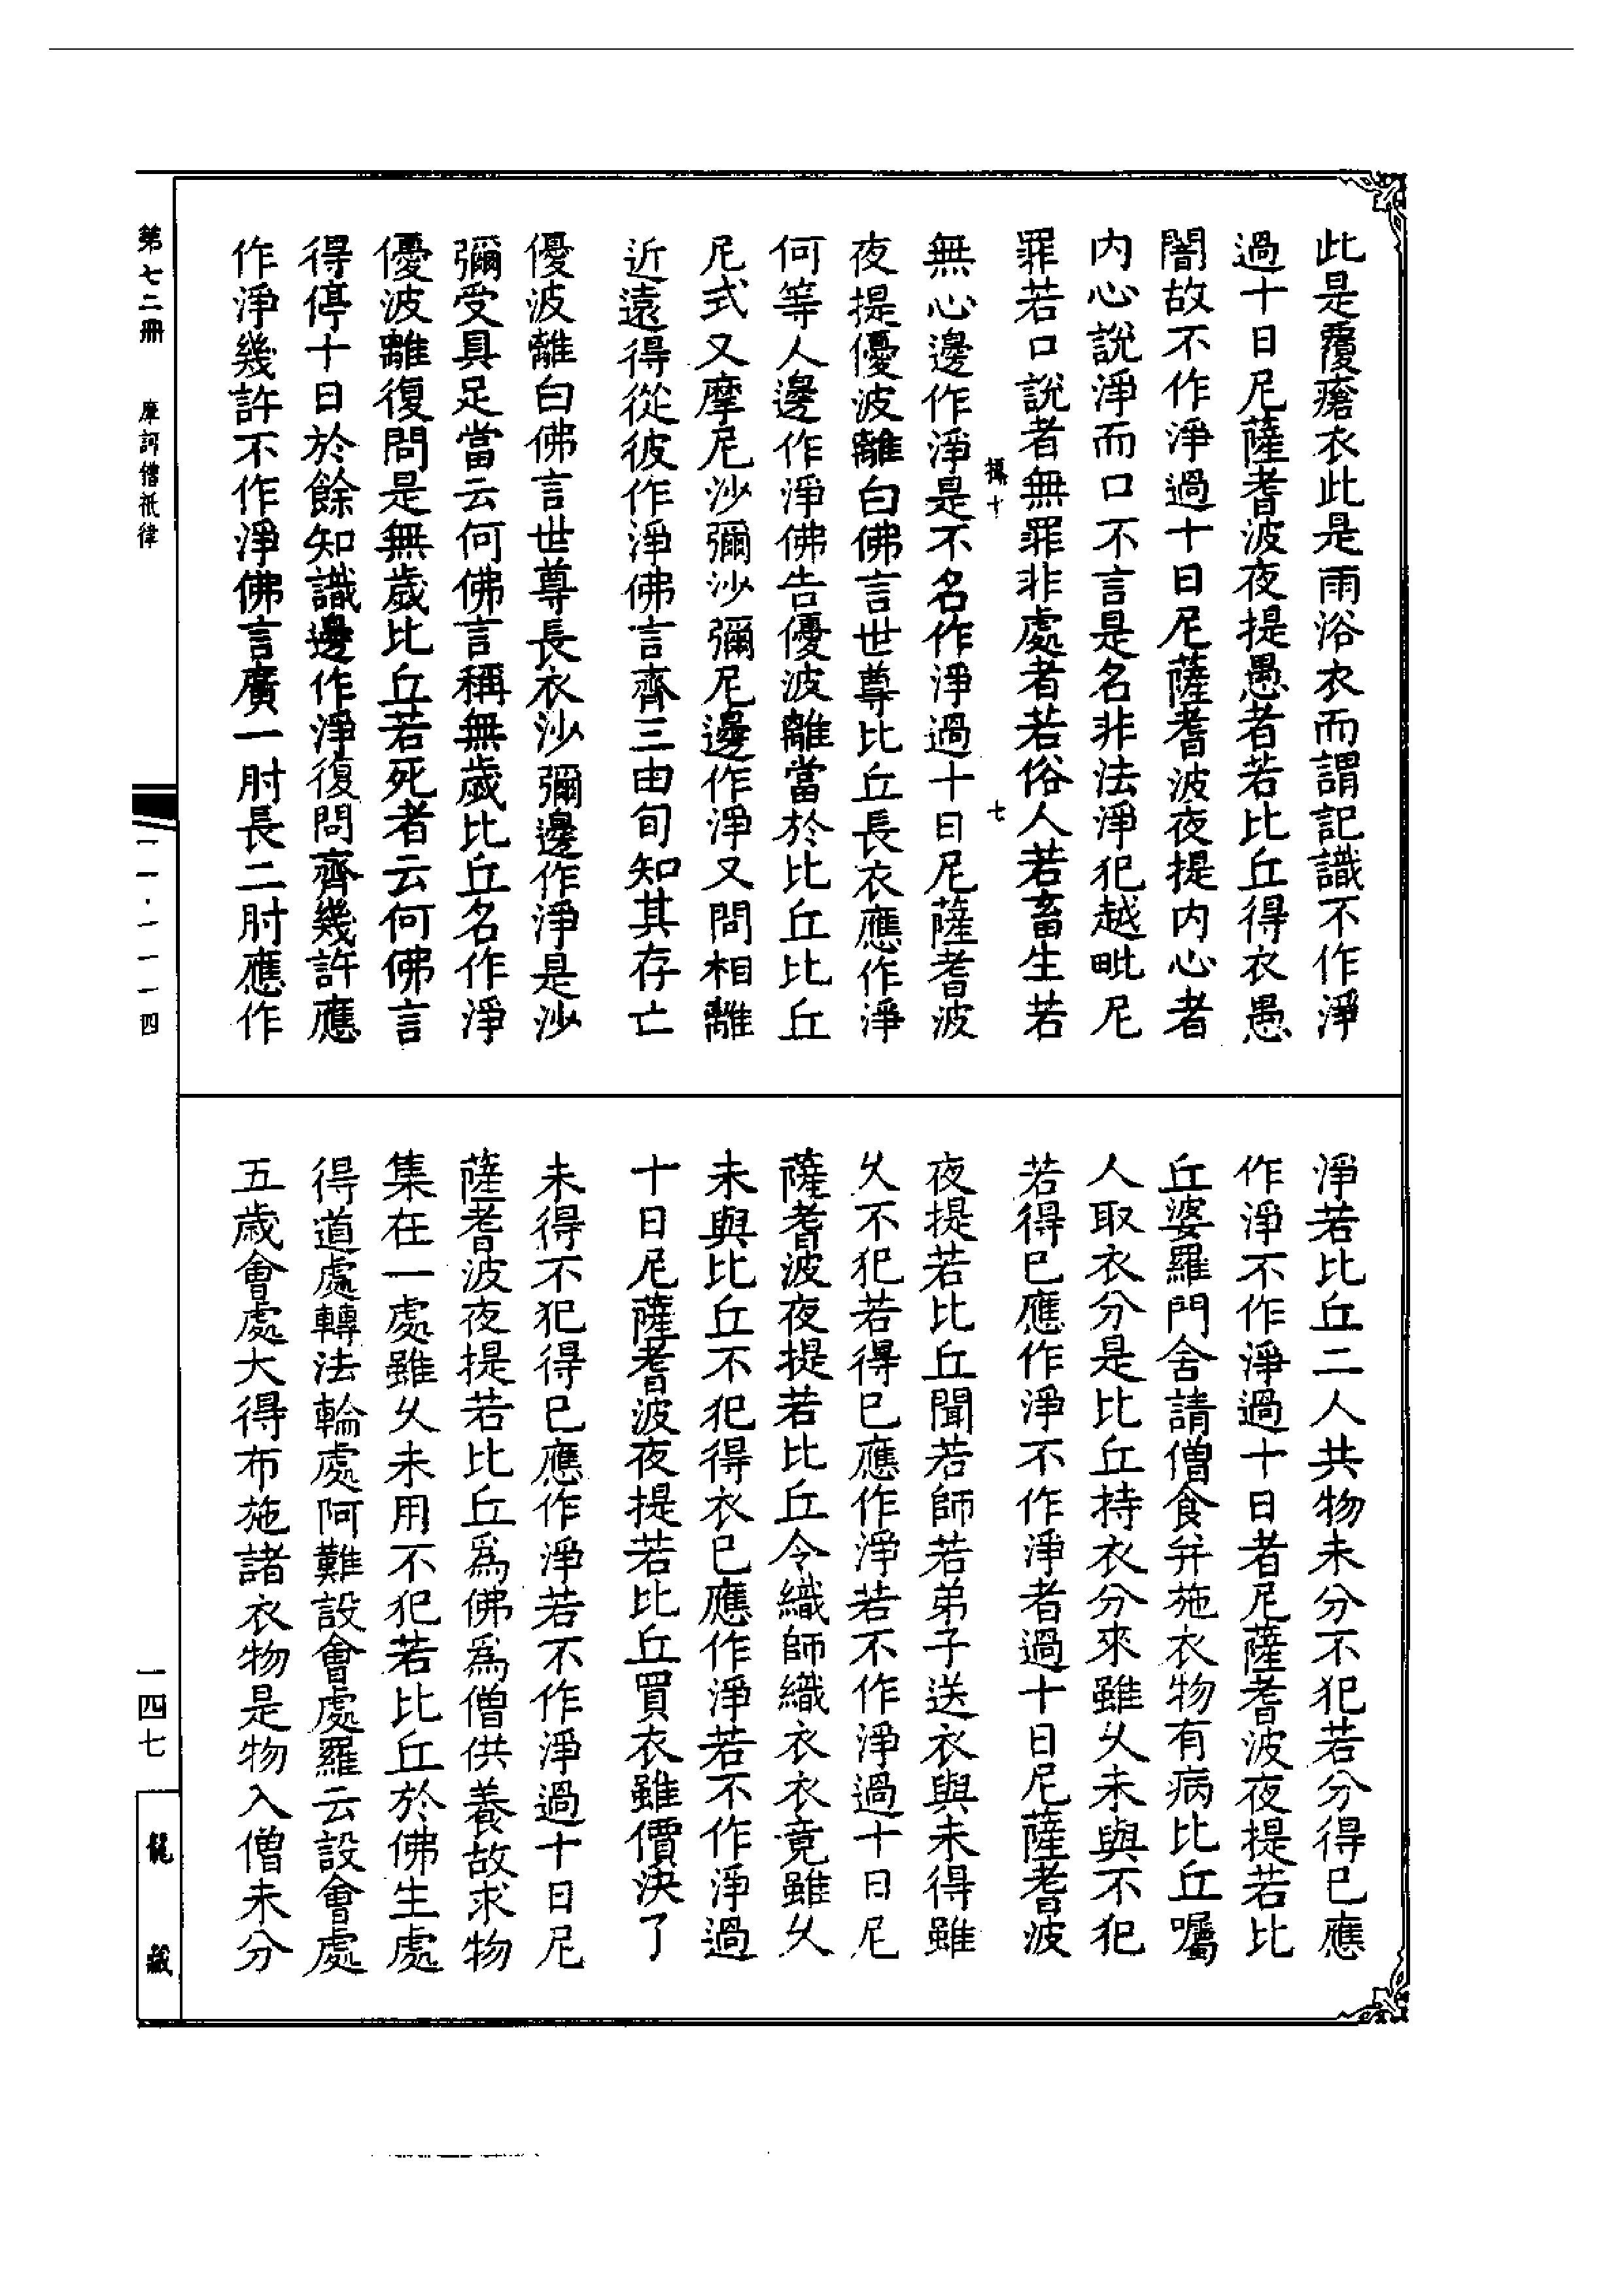 此是覆瘡衣此是雨浴衣而謂記識不作淨
過十日尼薩耆波夜提愚者若比丘得衣愚
闇故不作淨過十日尼薩耆波夜提內心者
內心說淨而口不言是名非法淨犯越毗尼
罪若口說者無罪非處者若俗人若畜生若
十 七
無心邊作淨是不名作淨過十日尼薩耆波
夜提優波離白佛言世尊比丘長衣應作淨
何等人邊作淨佛告優波離當於比丘比丘
尼式叉摩尼沙彌沙彌尼邊作淨又問相離
近遠得從彼作淨佛言齊三由旬知其存亡
優波離白佛言世尊長衣沙彌邊作淨是沙
彌受具足當云何佛言稱無歲比丘名作淨
優波離復問是無歲比丘若死者云何佛言
得停十日於餘知識邊作淨復問齊幾許應
作淨幾許不作淨佛言廣一肘長二肘應作
淨若比丘二人共物未分不犯若分得已應
作淨不作淨過十日者尼薩耆波夜提若比
丘婆羅門舍請僧食并施衣物有病比丘囑
人取衣分是比丘持衣分來雖久未與不犯
若得已應作淨不作淨者過十日尼薩耆波
夜提若比丘聞若師若弟子送衣與未得雖
久不犯若得已應作淨若不作淨過十日尼
薩耆波夜提若比丘令織師織衣衣竟雖久
未與比丘不犯得衣已應作淨若不作淨過
十日尼薩耆波夜提若比丘買衣雖價決了
未得不犯得已應作淨若不作淨過十日尼
薩耆波夜提若比丘為佛為僧供養故求物
集在一處雖久未用不犯若比丘於佛生處
得道處轉法輪處阿難設會處羅云設會處
五歲會處大得布施諸衣物是物入僧未分
第七二冊 摩訶僧祇律
一一·一一一四
一四七
龍藏